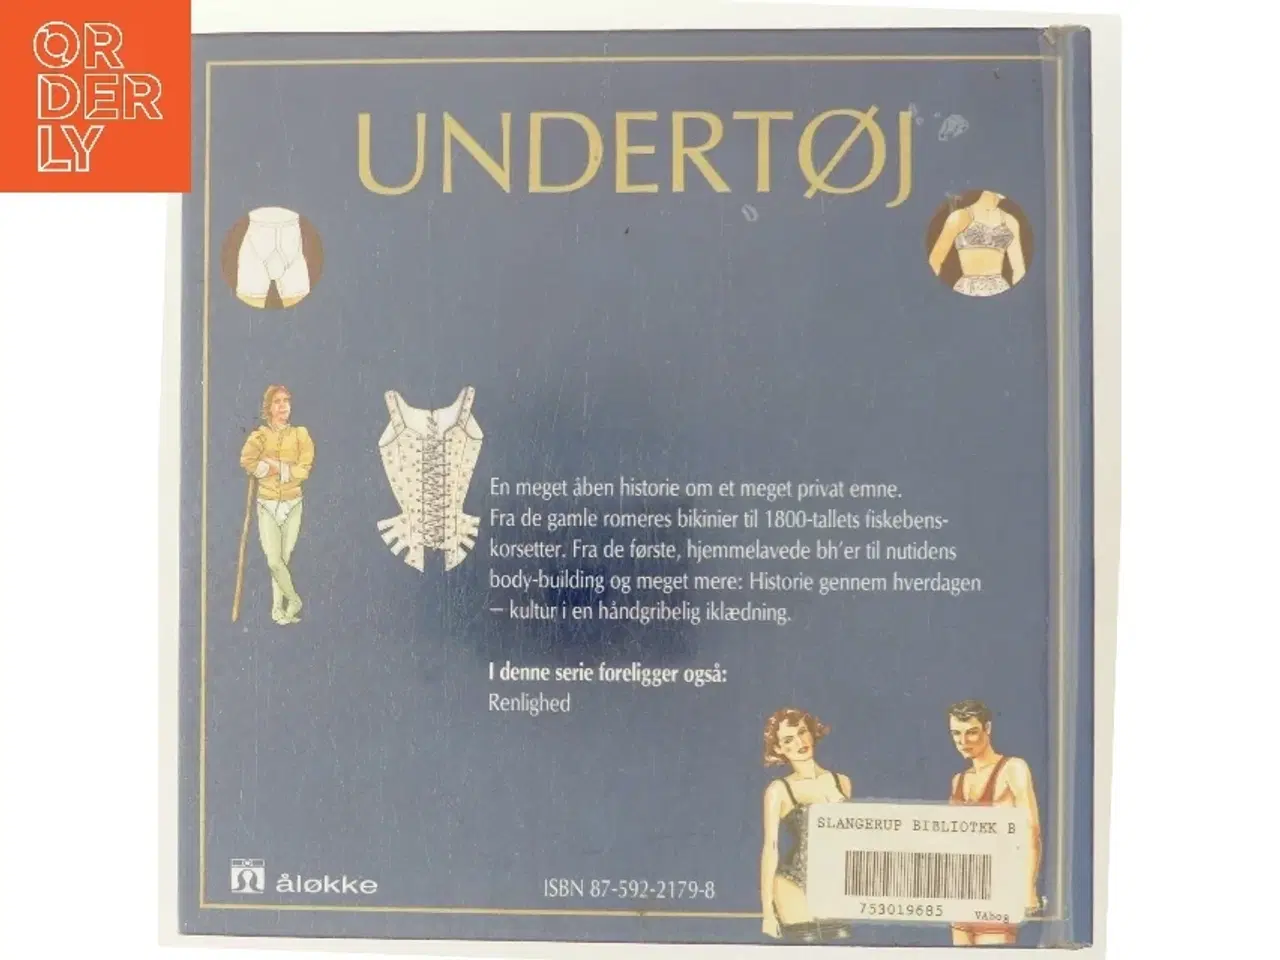 ORDERLY
UNDERTØJ
En meget åben historie om et meget privat emne.
Fra de gamle romeres bikinier til 1800-tallets fiskebens-
korsetter. Fra de første, hjemmelavede bh'er til nutidens
body-building og meget mere: Historie gennem hverdagen
– kultur i en håndgribelig iklædning.
I denne serie foreligger også:
Renlighed
SLANGERUP BIBLIOTEK B
753019685 VAbog
åløkke
ISBN 87-592-2179-8